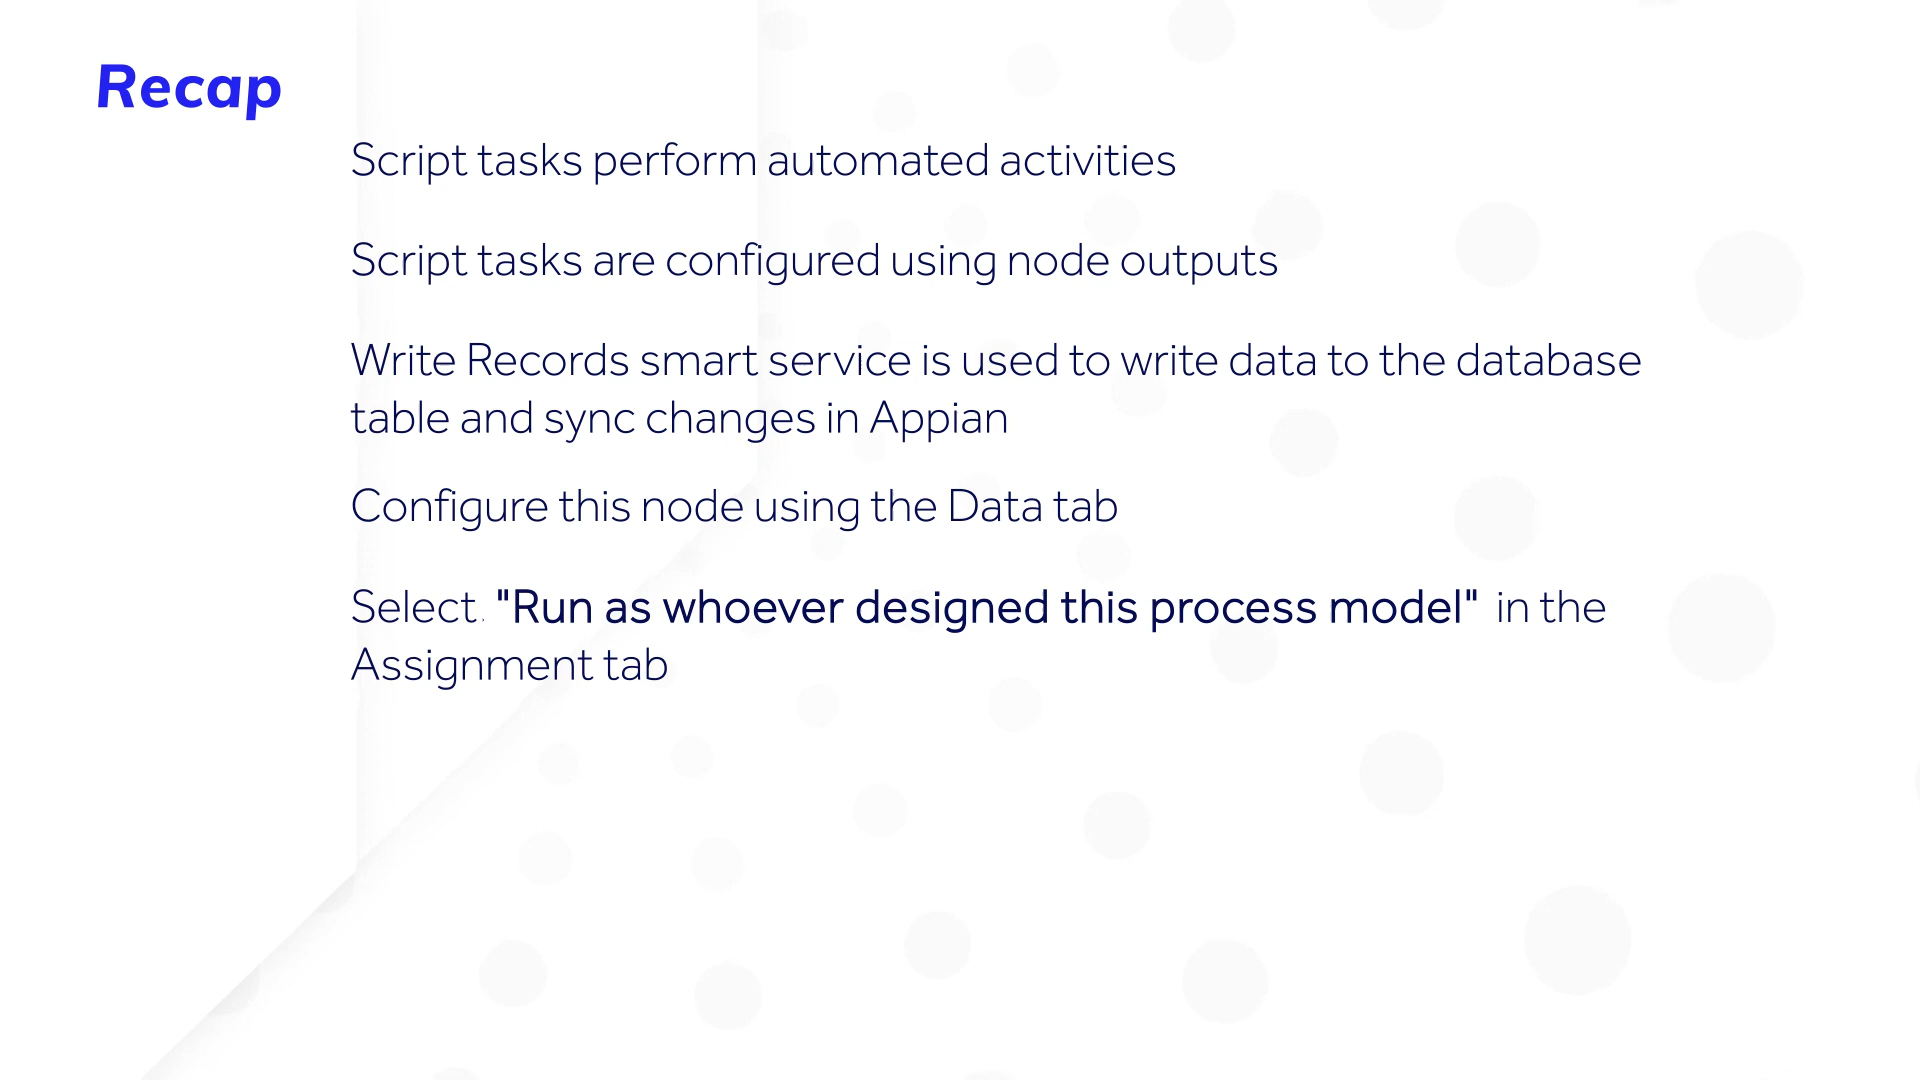 Recap
Script tasks perform automated activities
Script tasks are configured using node outputs
Write Records smart service is used to write data to the database
table and sync changes in Appian
Configure this node using the Data tab
Select. "Run as whoever designed this process model" in the
Assignment tab